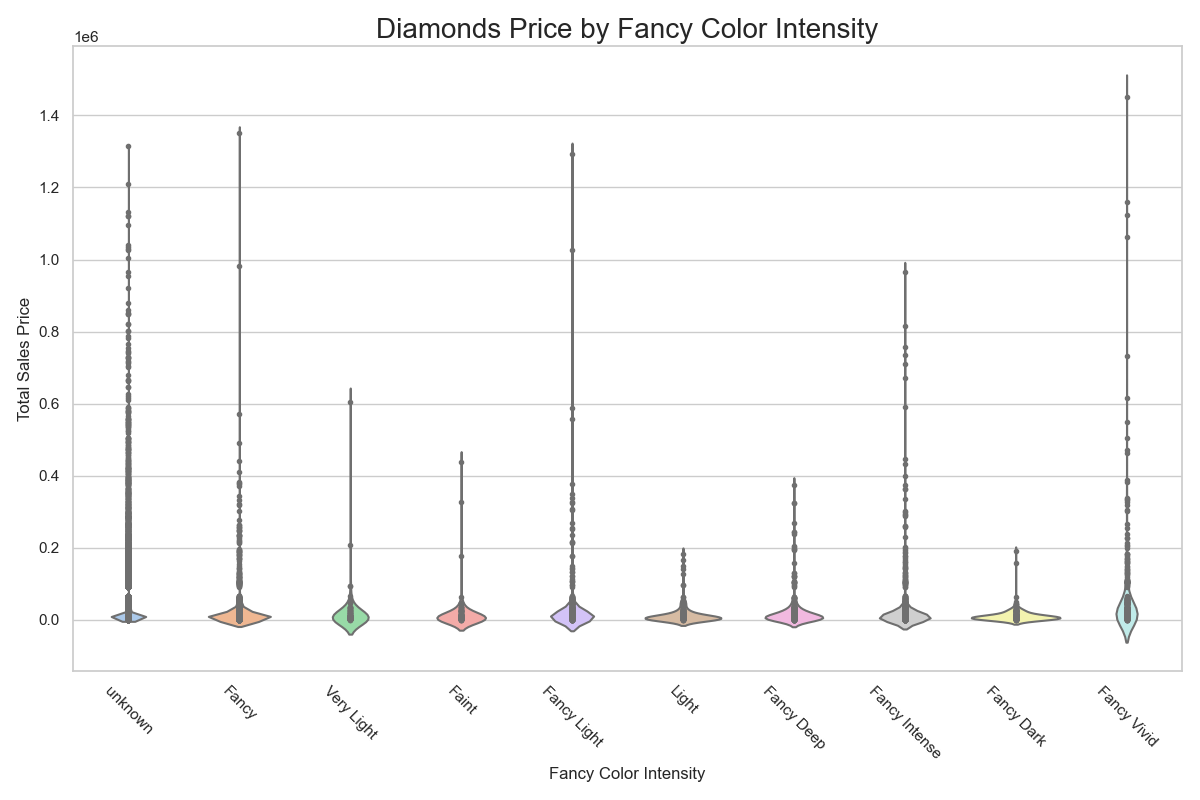 Diamonds Price by Fancy Color Intensity
1e6
1.4
1.2
1.0
0.8
0.6
0.4
0.2
0.0
Total Sales Price
unknown
Fancy
Very Light
Faint
Fancy Light
Light
Fancy Deep
Fancy Intense
Fancy Dark
Fancy Vivid
Fancy Color Intensity